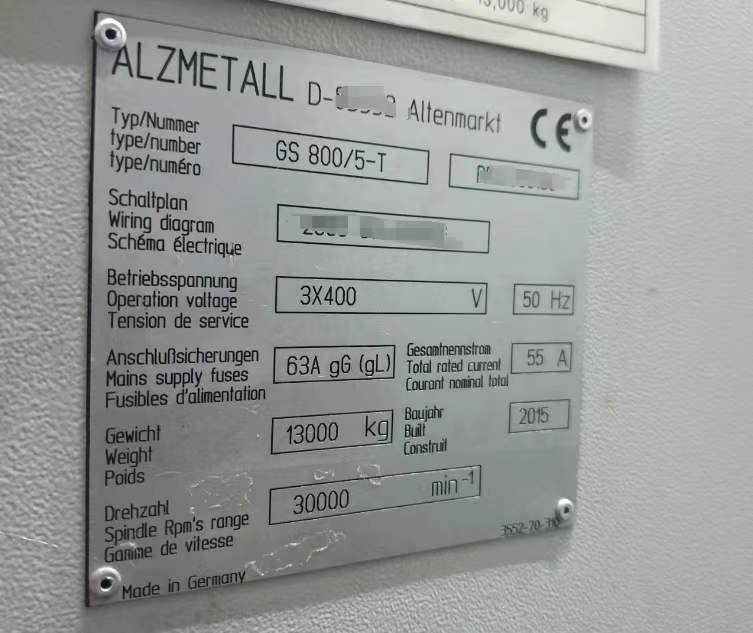 13,000 kg
ALZMETALL D- Altenmarkt CE
Typ/Nummer
type/number
type/numéro
GS 800/5-T
Schaltplan
Wiring diagram
Schéma électrique
Betriebsspannung
Operation voltage
Tension de service
3X400 V 50 Hz
Anschlußsicherungen
Mains supply fuses
Fusibles d'alimentation
63A gG (gL)
Gesamtnennstrom
Total rated current
Courant nominal total
55 A
Gewicht
Weight
Poids
13000 kg
Baujahr
Built
Construit
2015
Drehzahl
Spindle Rpm's range
Gamme de vitesse
30000 min⁻¹
Made in Germany